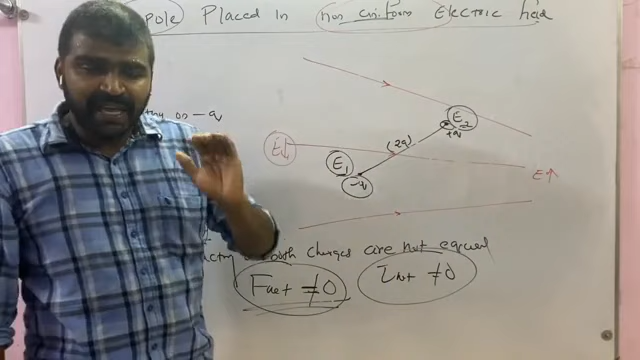 pole Placed In non uniform Electric field
on -q
E2
+q
(2a)
E↓
E1
-q
E↑
both charges are not equal
Fnet ≠0
τnet ≠0